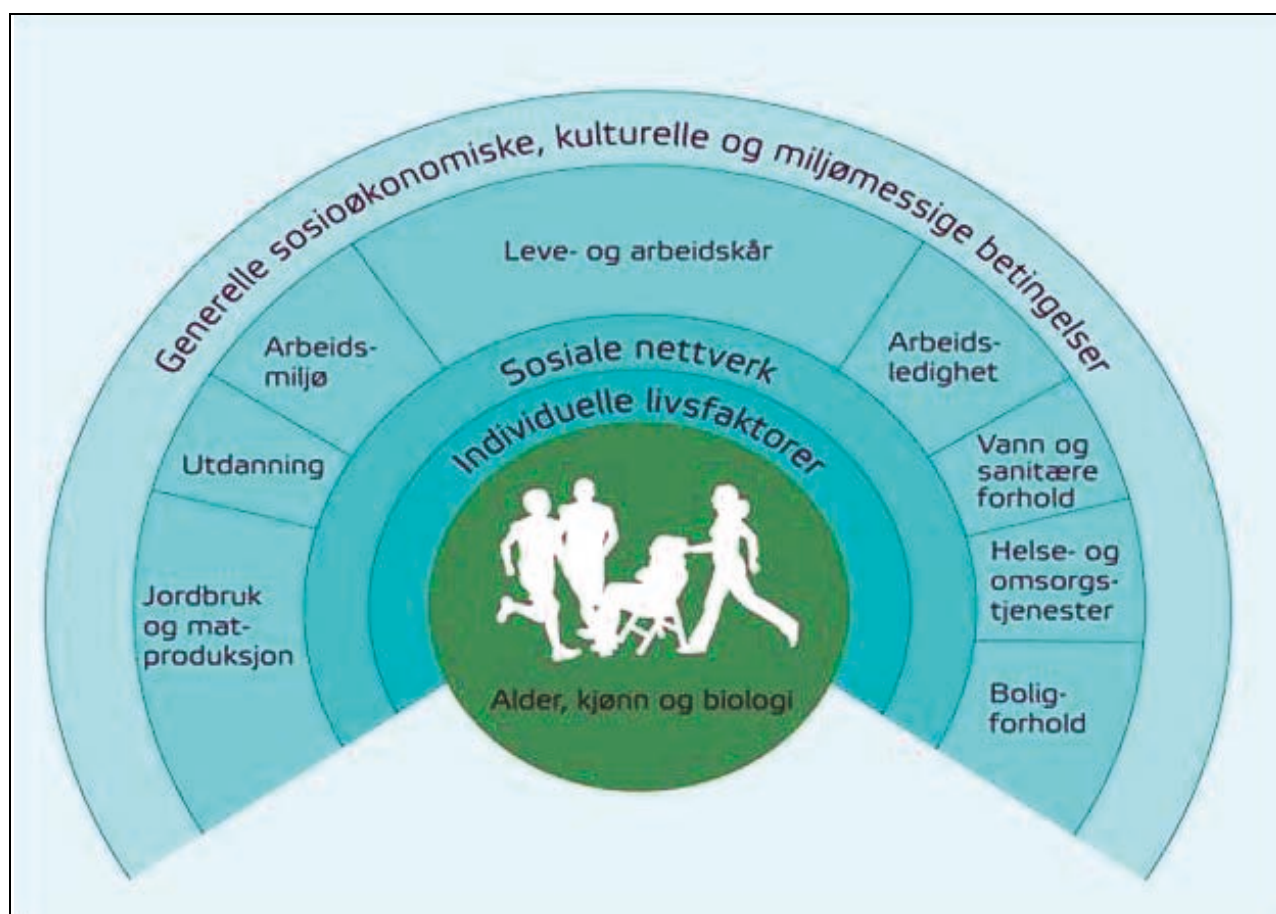 Generelle sosioøkonomiske, kulturelle og miljømessige betingelser
Leve- og arbeidskår
Arbeids-
miljø
Utdanning
Jordbruk
og mat-
produksjon
Arbeids-
ledighet
Vann og
sanitære
forhold
Helse- og
omsorgs-
tjenester
Bolig-
forhold
Sosiale nettverk
Individuelle livsfaktorer
Alder, kjønn og biologi